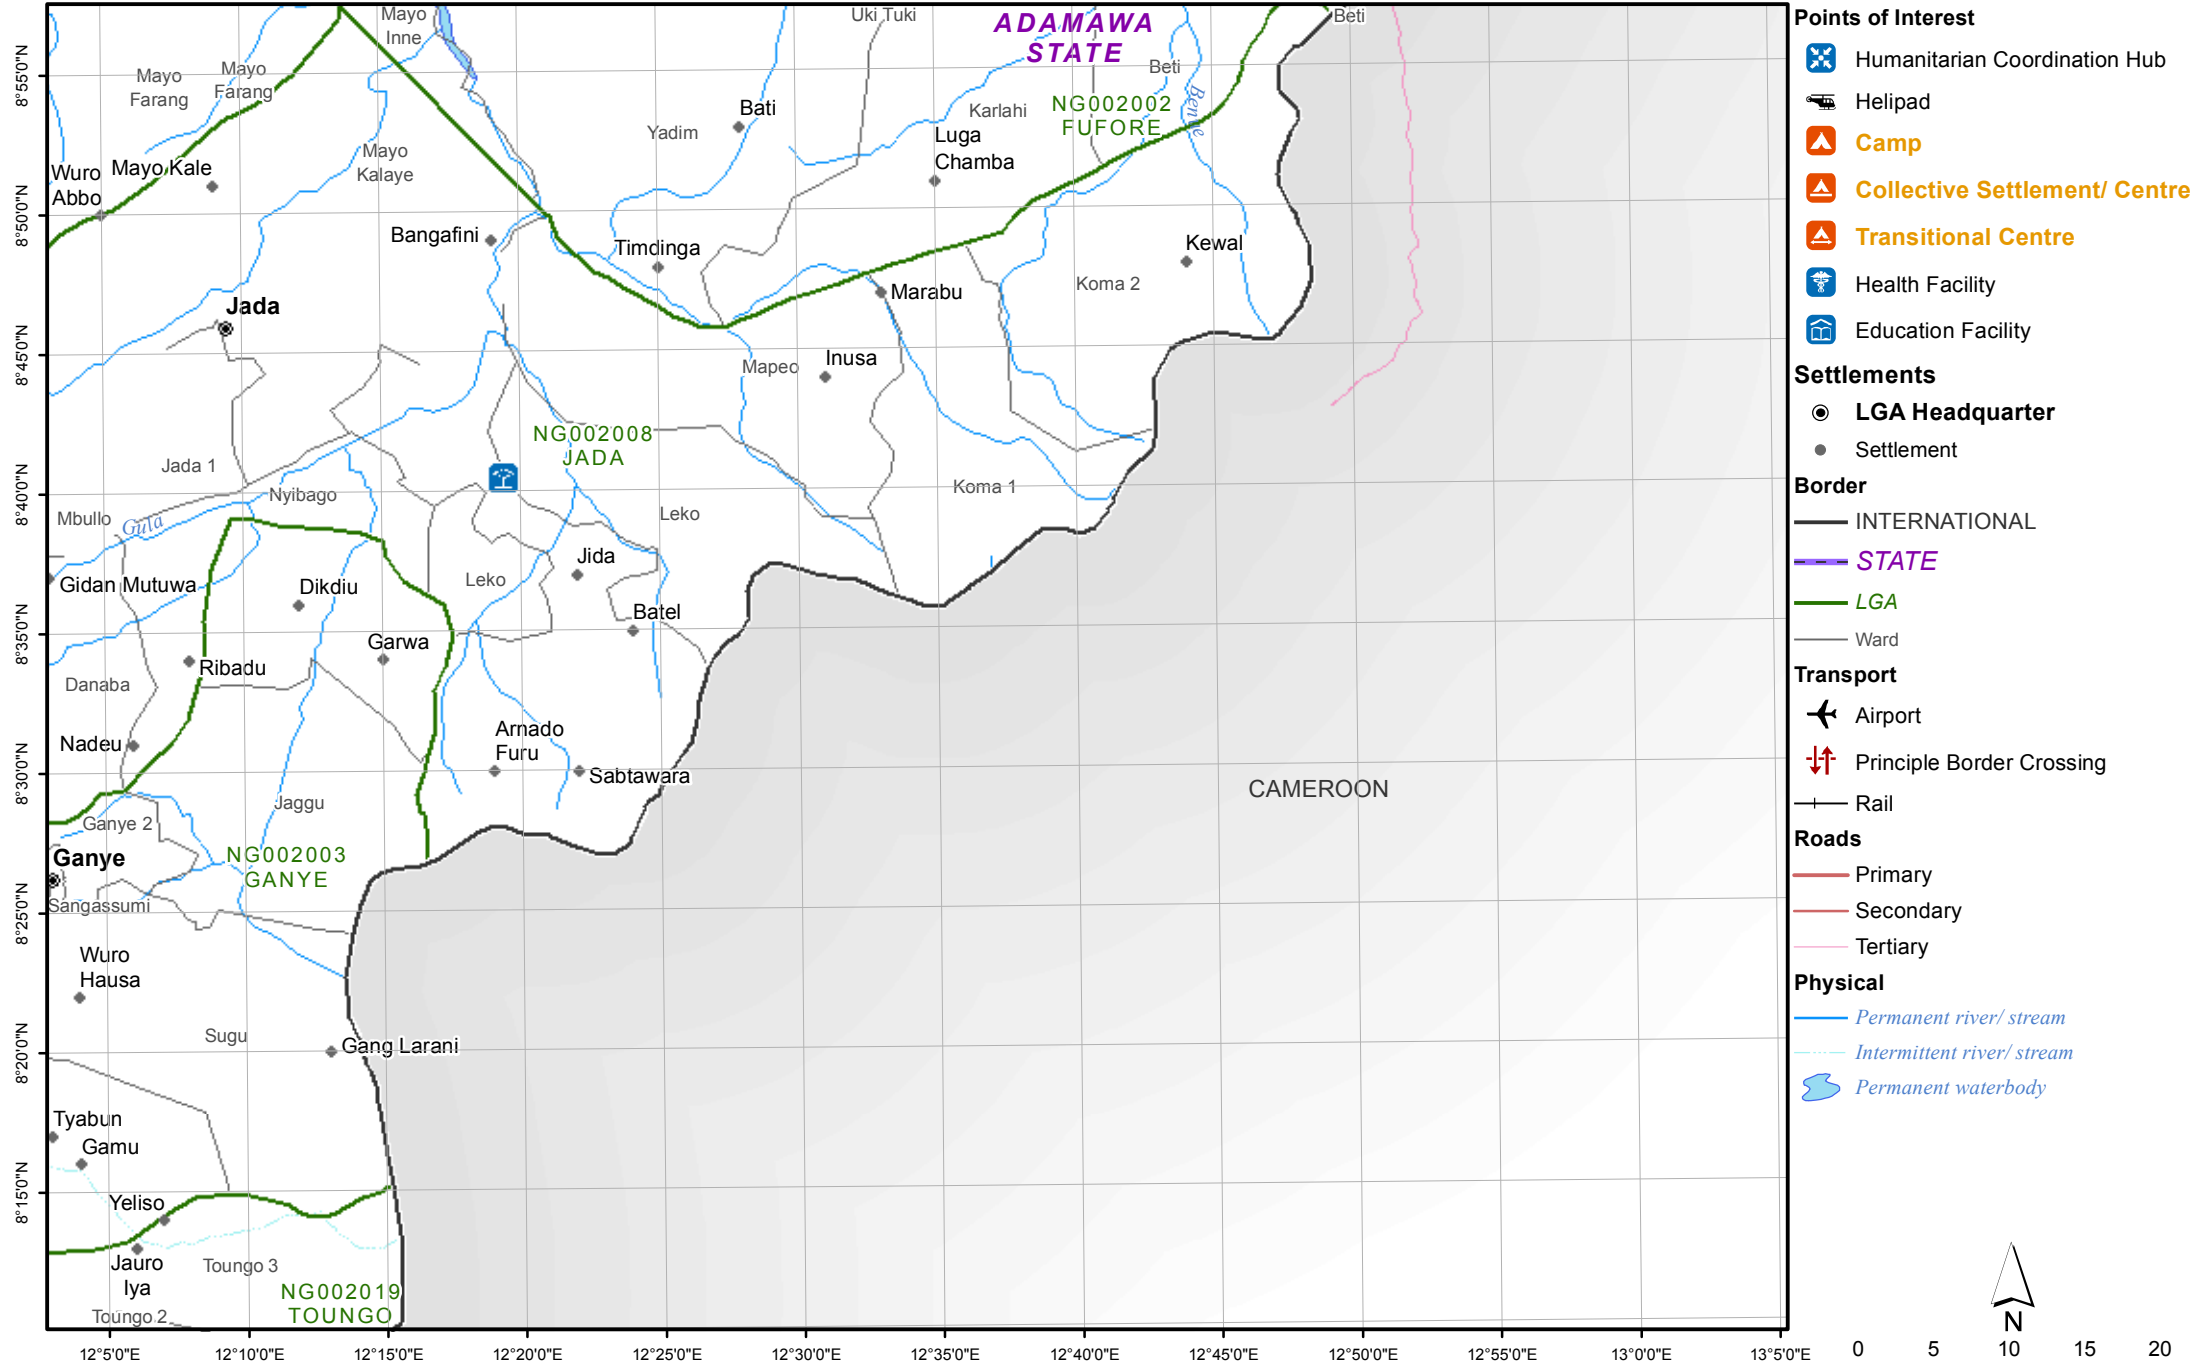 Mayo
Inne
Uki Tuki
ADAMAWA
STATE
Beti
Mayo
Farang
Mayo
Farang
Beti
Benue
Bati
Yadim
Karlahi
NG002002
FUFORE
Luga
Chamba
Mayo
Kalaye
Wuro
Abbo
Mayo Kale
Bangafini
Timdinga
Kewal
Koma 2
Marabu
Jada
Mapeo
Inusa
NG002008
JADA
Jada 1
Nyibago
Koma 1
Mbullo
Gula
Leko
Jida
Gidan Mutuwa
Dikdiu
Leko
Batel
Garwa
Ribadu
Danaba
Arnado
Furu
Nadeu
Sabtawara
CAMEROON
Jaggu
Ganye 2
Ganye
NG002003
GANYE
Sangassumi
Wuro
Hausa
Sugu
Gang Larani
Tyabun
Gamu
Yeliso
Jauro
Iya
Toungo 3
NG002019
TOUNGO
Toungo 2
8°55'0"N
8°50'0"N
8°45'0"N
8°40'0"N
8°35'0"N
8°30'0"N
8°25'0"N
8°20'0"N
8°15'0"N
12°5'0"E
12°10'0"E
12°15'0"E
12°20'0"E
12°25'0"E
12°30'0"E
12°35'0"E
12°40'0"E
12°45'0"E
12°50'0"E
12°55'0"E
13°0'0"E
13°5'0"E
Points of Interest
Humanitarian Coordination Hub
Helipad
Camp
Collective Settlement/ Centre
Transitional Centre
Health Facility
Education Facility
Settlements
LGA Headquarter
Settlement
Border
INTERNATIONAL
STATE
LGA
Ward
Transport
Airport
Principle Border Crossing
Rail
Roads
Primary
Secondary
Tertiary
Physical
Permanent river/ stream
Intermittent river/ stream
Permanent waterbody
N
0 5 10 15 20